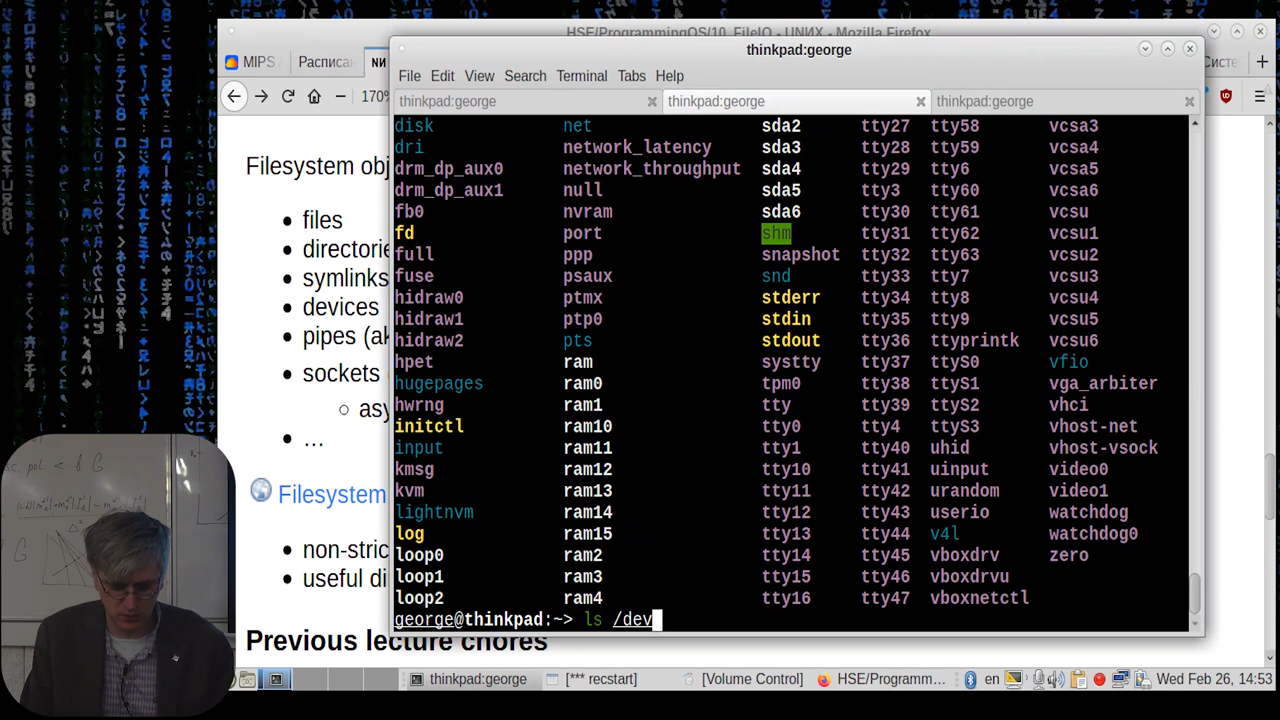 HSE/ProgrammingOS/10_FileIO - UNИX - Mozilla Firefox
thinkpad:george
MIPS
Расписан
NИ
Систе
File Edit View Search Terminal Tabs Help
170%
thinkpad:george thinkpad:george thinkpad:george
Filesystem obj
files
directorie
symlinks
devices
pipes (ak
sockets
asy
…
Filesystem
non-stric
useful di
Previous lecture chores
disk net sda2 tty27 tty58 vcsa3
dri network_latency sda3 tty28 tty59 vcsa4
drm_dp_aux0 network_throughput sda4 tty29 tty6 vcsa5
drm_dp_aux1 null sda5 tty3 tty60 vcsa6
fb0 nvram sda6 tty30 tty61 vcsu
fd port shm tty31 tty62 vcsu1
full ppp snapshot tty32 tty63 vcsu2
fuse psaux snd tty33 tty7 vcsu3
hidraw0 ptmx stderr tty34 tty8 vcsu4
hidraw1 ptp0 stdin tty35 tty9 vcsu5
hidraw2 pts stdout tty36 ttyprintk vcsu6
hpet ram systty tty37 ttyS0 vfio
hugepages ram0 tpm0 tty38 ttyS1 vga_arbiter
hwrng ram1 tty tty39 ttyS2 vhci
initctl ram10 tty0 tty4 ttyS3 vhost-net
input ram11 tty1 tty40 uhid vhost-vsock
kmsg ram12 tty10 tty41 uinput video0
kvm ram13 tty11 tty42 urandom video1
lightnvm ram14 tty12 tty43 userio watchdog
log ram15 tty13 tty44 v4l watchdog0
loop0 ram2 tty14 tty45 vboxdrv zero
loop1 ram3 tty15 tty46 vboxdrvu
loop2 ram4 tty16 tty47 vboxnetctl
george@thinkpad:~> ls /dev
thinkpad:george [*** recstart] [Volume Control] HSE/Programm... en Wed Feb 26, 14:53